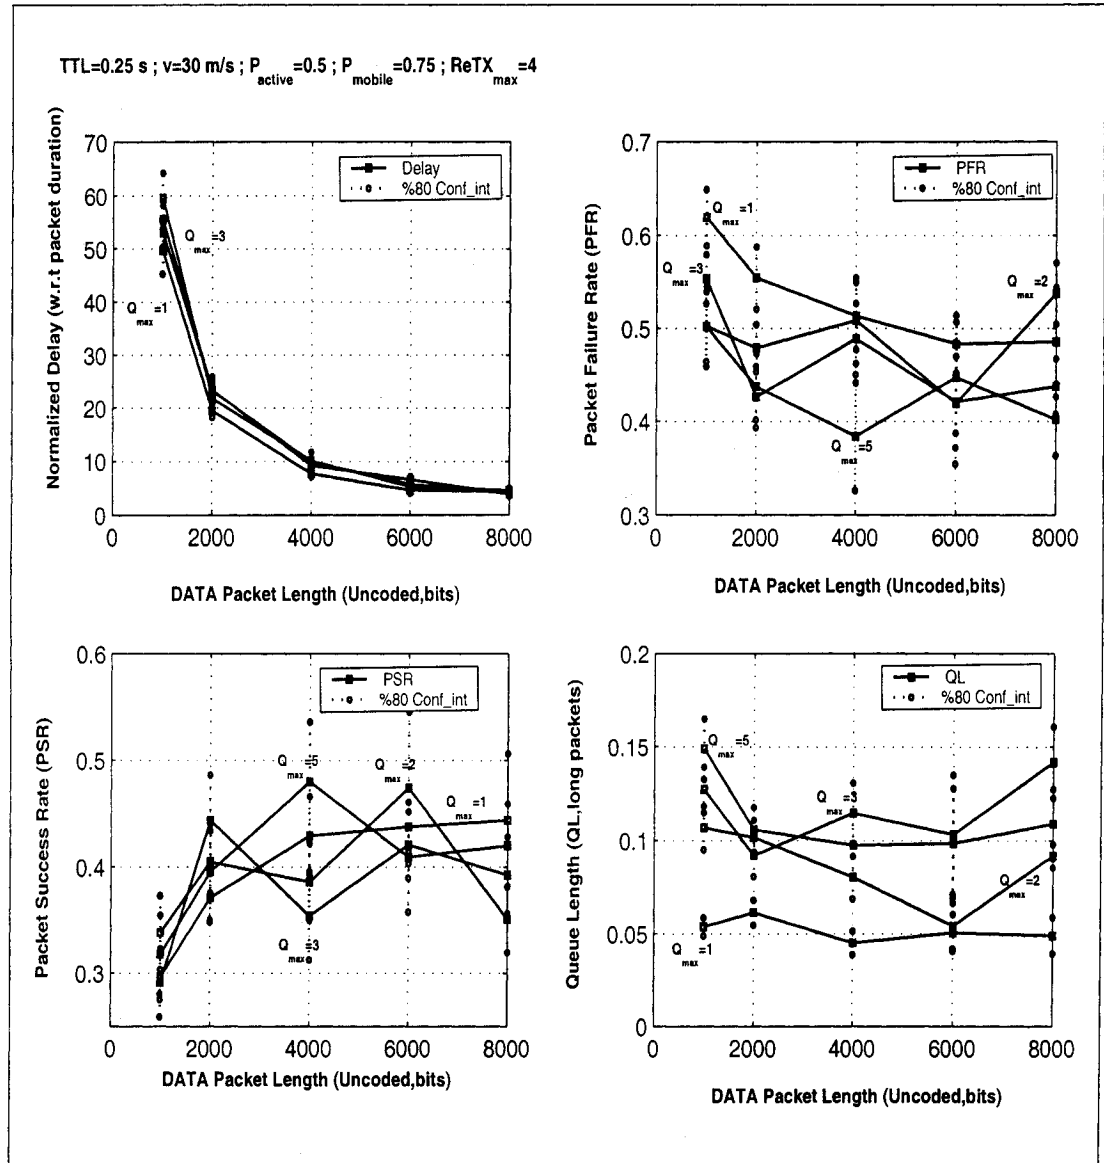 TTL=0.25 s ; v=30 m/s ; P_active=0.5 ; P_mobile=0.75 ; ReTX_max=4
Normalized Delay (w.r.t packet duration)
70
60
50
40
30
20
10
0
Delay
%80 Conf_int
Q_max=3
Q_max=1
0
2000
4000
6000
8000
DATA Packet Length (Uncoded,bits)
Packet Failure Rate (PFR)
0.7
0.6
0.5
0.4
0.3
PFR
%80 Conf_int
Q_max=1
Q_max=3
Q_max=2
Q_max=5
0
2000
4000
6000
8000
DATA Packet Length (Uncoded,bits)
Packet Success Rate (PSR)
0.6
0.5
0.4
0.3
PSR
%80 Conf_int
Q_max=5
Q_max=2
Q_max=1
Q_max=3
0
2000
4000
6000
8000
DATA Packet Length (Uncoded,bits)
Queue Length (QL,long packets)
0.2
0.15
0.1
0.05
0
QL
%80 Conf_int
Q_max=5
Q_max=3
Q_max=2
Q_max=1
0
2000
4000
6000
8000
DATA Packet Length (Uncoded,bits)